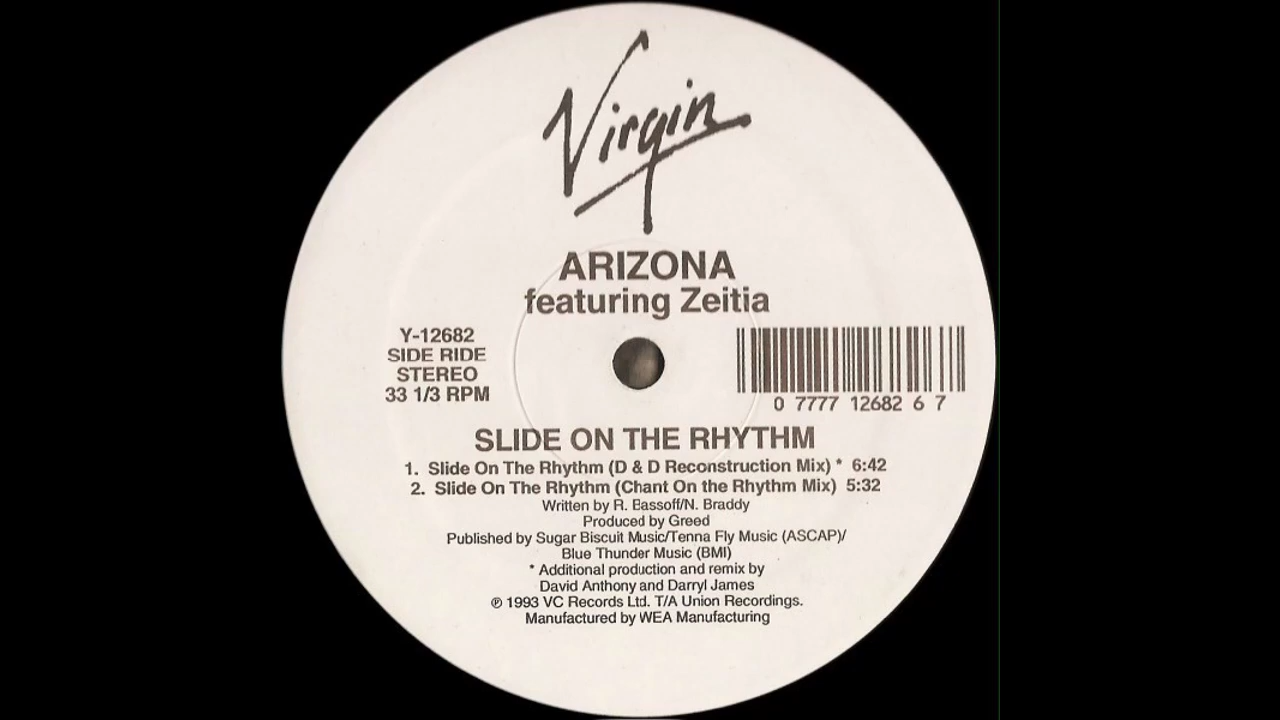 Virgin
ARIZONA
featuring Zeitia
Y-12682
SIDE RIDE
STEREO
33 1/3 RPM
0 7777 12682 6 7
SLIDE ON THE RHYTHM
1. Slide On The Rhythm (D & D Reconstruction Mix) * 6:42
2. Slide On The Rhythm (Chant On the Rhythm Mix) 5:32
Written by R. Bassoff/N. Braddy
Produced by Greed
Published by Sugar Biscuit Music/Tenna Fly Music (ASCAP)/
Blue Thunder Music (BMI)
* Additional production and remix by
David Anthony and Darryl James
℗ 1993 VC Records Ltd. T/A Union Recordings.
Manufactured by WEA Manufacturing